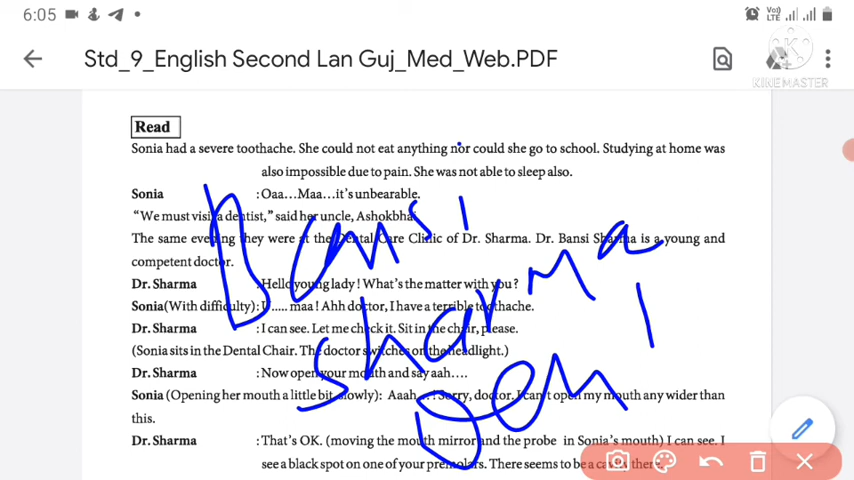 6:05
Std_9_English Second Lan Guj_Med_Web.PDF
KINEMASTER
Read
Sonia had a severe toothache. She could not eat anything nor could she go to school. Studying at home was
also impossible due to pain. She was not able to sleep also.
Sonia : Oaa…Maa…it's unbearable.
"We must visit a dentist," said her uncle, Ashokbhai.
The same evening they were at the Dental Care Clinic of Dr. Sharma. Dr. Bansi Sharma is a young and
competent doctor.
Dr. Sharma : Hello young lady ! What's the matter with you?
Sonia(With difficulty): U..... maa ! Ahh doctor, I have a terrible toothache.
Dr. Sharma : I can see. Let me check it. Sit in the chair, please.
(Sonia sits in the Dental Chair. The doctor switches on the headlight.)
Dr. Sharma : Now open your mouth and say aah….
Sonia (Opening her mouth a little bit, slowly): Aaah…! Sorry, doctor. I can't open my mouth any wider than
this.
Dr. Sharma : That's OK. (moving the mouth mirror and the probe in Sonia's mouth) I can see. I
see a black spot on one of your premolars. There seems to be a cavity there.
Bansi
Sharma